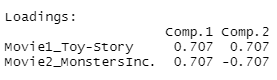 Loadings:
                  Comp.1 Comp.2
Movie1_Toy-Story   0.707  0.707
Movie2_MonstersInc.  0.707 -0.707